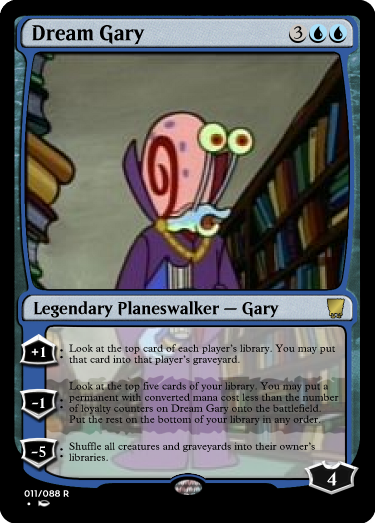 Dream Gary 3
Legendary Planeswalker — Gary
+1 : Look at the top card of each player's library. You may put
that card into that player's graveyard.
-1 : Look at the top five cards of your library. You may put a
permanent with converted mana cost less than the number
of loyalty counters on Dream Gary onto the battlefield.
Put the rest on the bottom of your library in any order.
-5 : Shuffle all creatures and graveyards into their owner's
libraries.
4
011/088 R